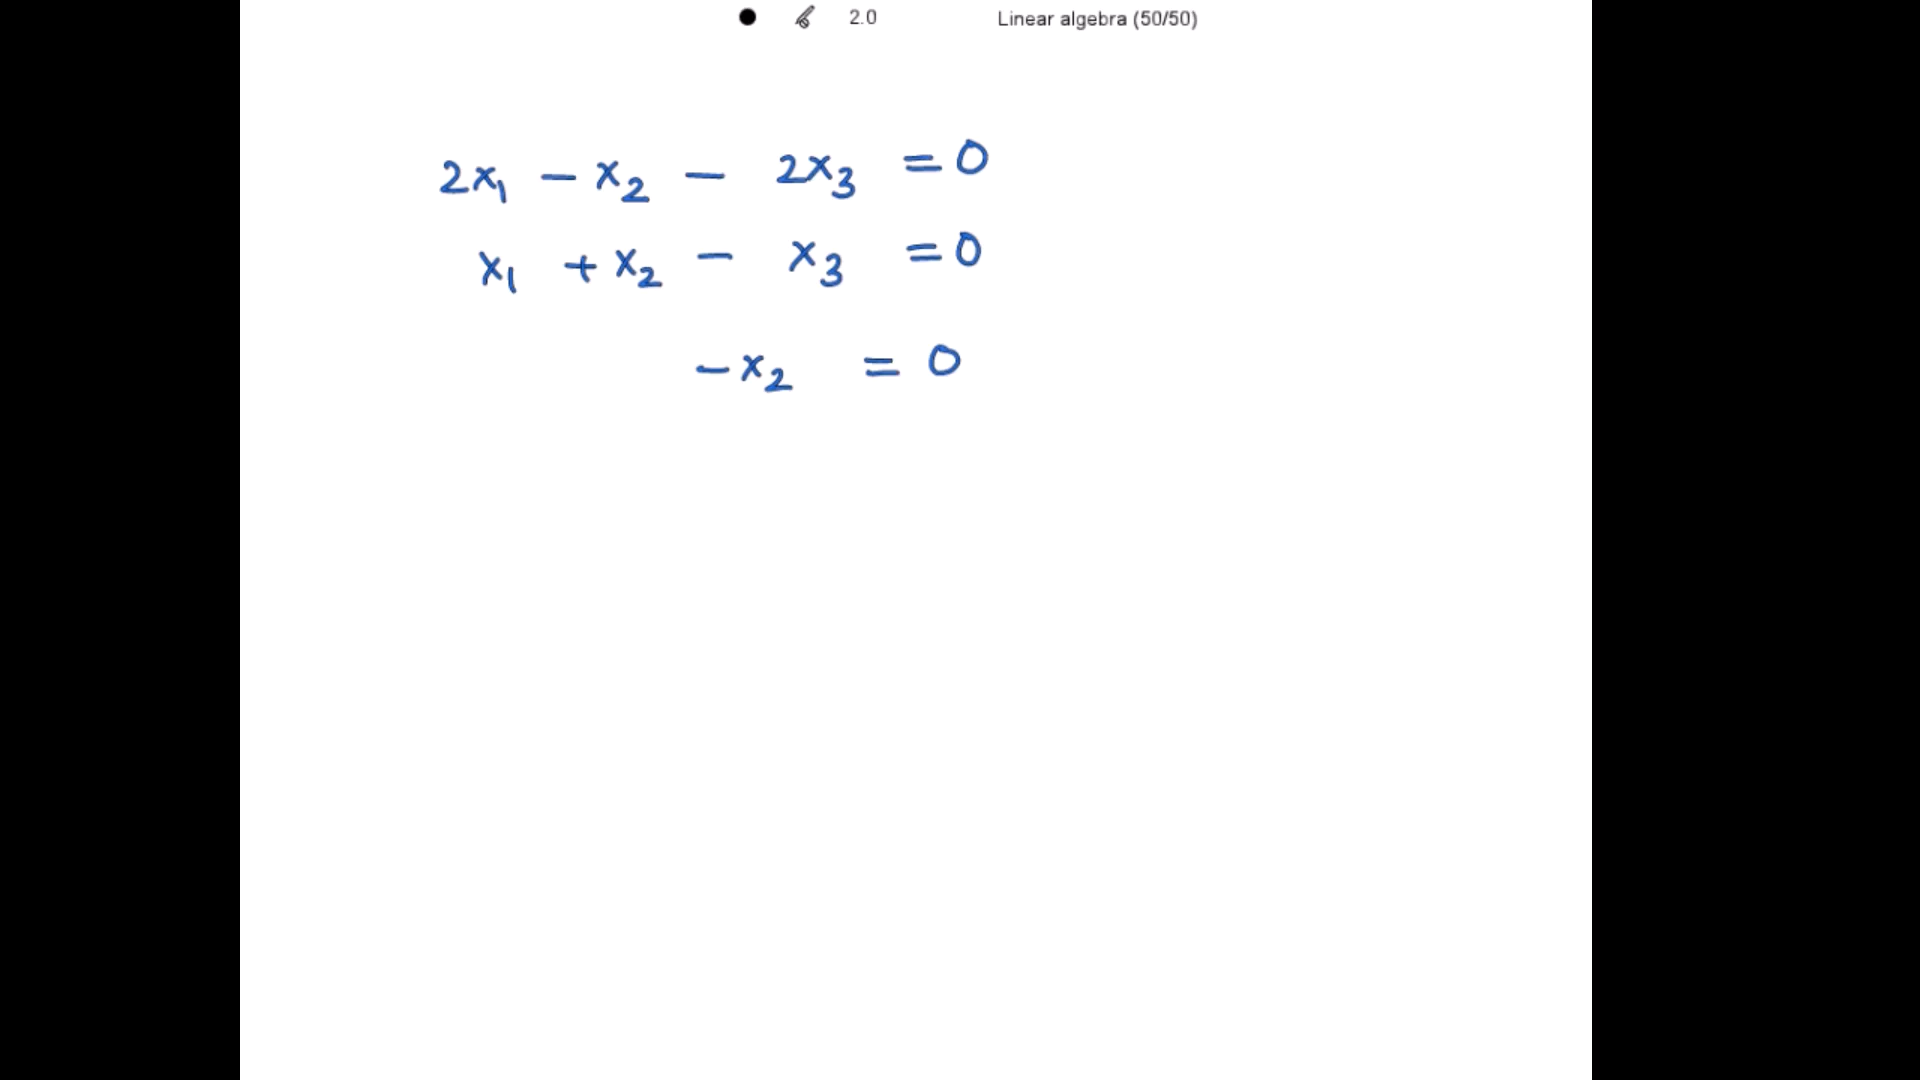 2.0 Linear algebra (50/50)
2x₁ - x₂ - 2x₃ = 0
x₁ + x₂ - x₃ = 0
-x₂ = 0